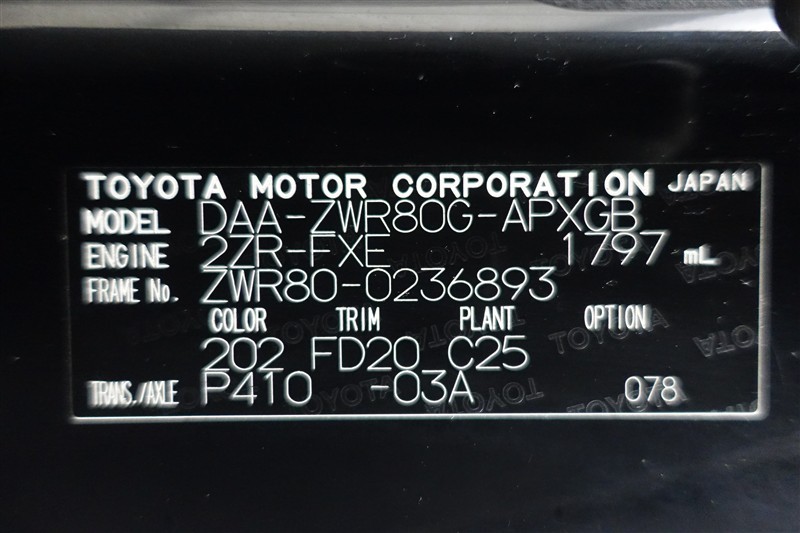 TOYOTA MOTOR CORPORATION JAPAN
MODEL DAA-ZWR80G-APXGB
ENGINE 2ZR-FXE 1797 mL
FRAME No. ZWR80-0236893
COLOR TRIM PLANT OPTION
202 FD20 C25
TRANS./AXLE P410 -03A 078